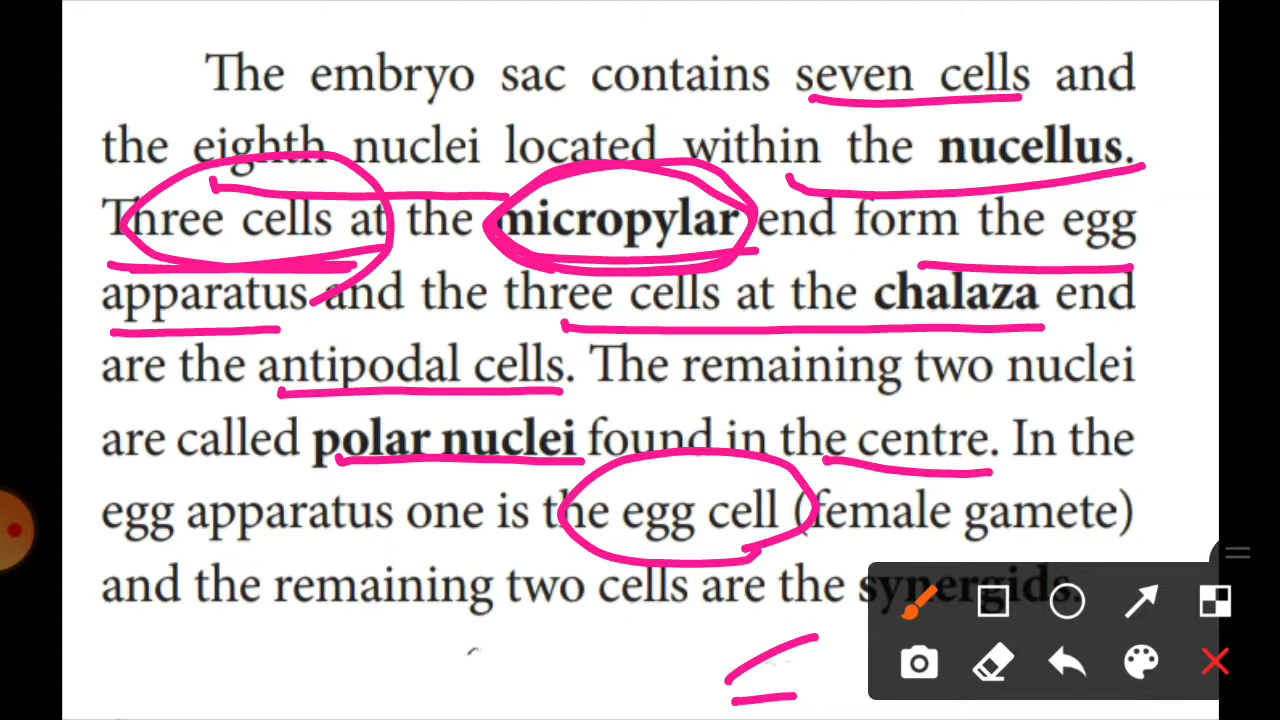 The embryo sac contains seven cells and
the eighth nuclei located within the nucellus.
Three cells at the micropylar end form the egg
apparatus and the three cells at the chalaza end
are the antipodal cells. The remaining two nuclei
are called polar nuclei found in the centre. In the
egg apparatus one is the egg cell (female gamete)
and the remaining two cells are the synergids.